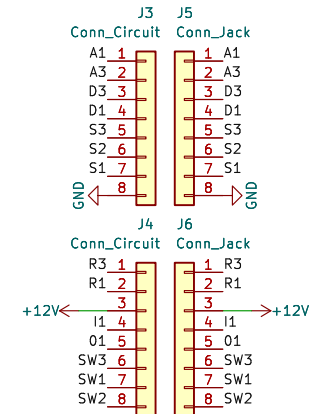 J3 J5
Conn_Circuit Conn_Jack
A1 1 1 A1
A3 2 2 A3
D3 3 3 D3
D1 4 4 D1
S3 5 5 S3
S2 6 6 S2
S1 7 7 S1
GND 8 8 GND
J4 J6
Conn_Circuit Conn_Jack
R3 1 1 R3
R1 2 2 R1
+12V 3 3 +12V
I1 4 4 I1
O1 5 5 O1
SW3 6 6 SW3
SW1 7 7 SW1
SW2 8 8 SW2